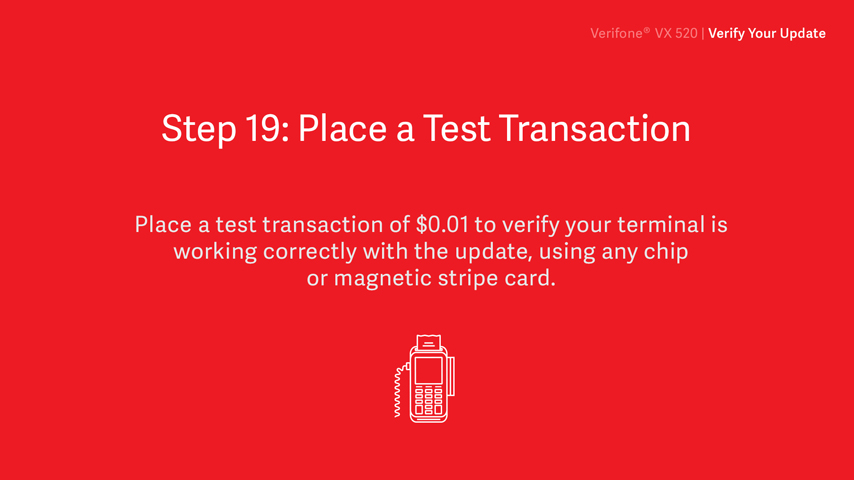 Verifone® VX 520 | Verify Your Update
Step 19: Place a Test Transaction
Place a test transaction of $0.01 to verify your terminal is
working correctly with the update, using any chip
or magnetic stripe card.